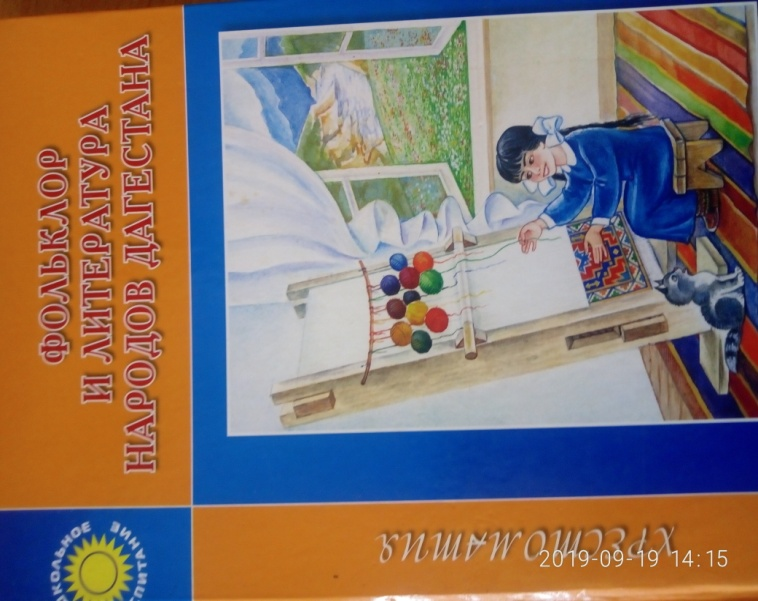 ФОЛЬКЛОР
И ЛИТЕРАТУРА
НАРОДОВ ДАГЕСТАНА
ХРЕСТОМАТИЯ
2019-09-19 14:15